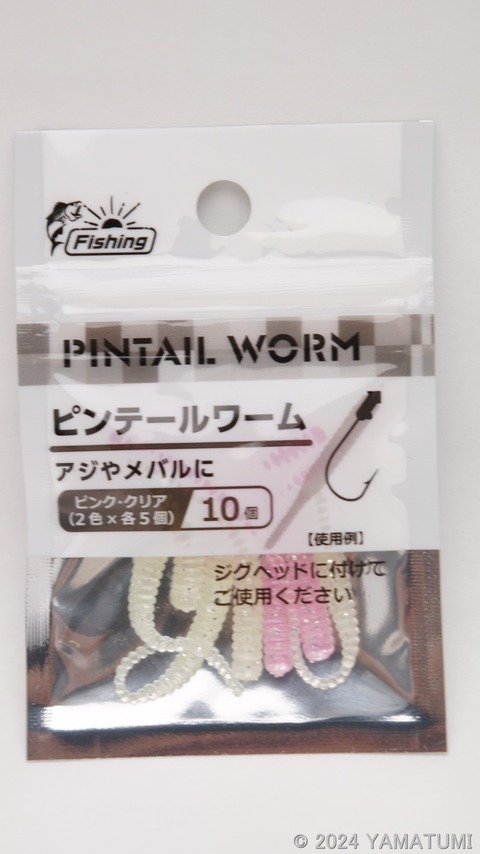 Fishing
PINTAIL WORM
ピンテールワーム
アジやメバルに
ピンク・クリア
(2色×各5個)
10個
【使用例】
ジグヘッドに付けて
ご使用ください
© 2024 YAMATUMI